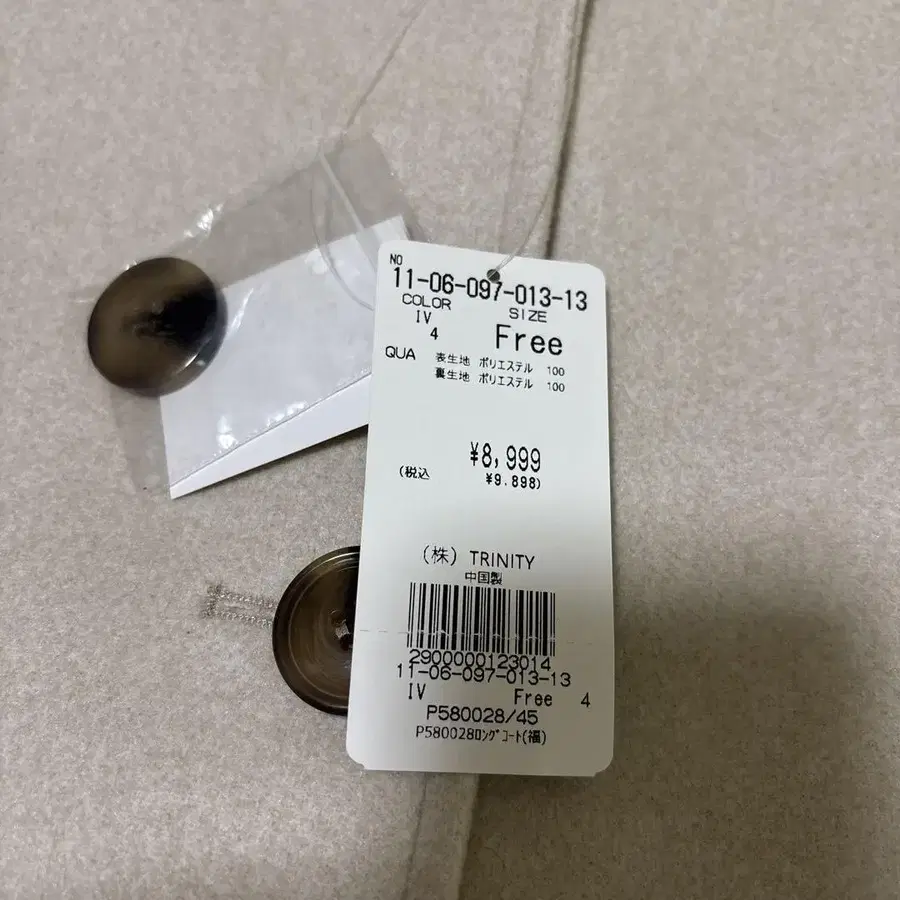 NO
11-06-097-013-13
COLOR SIZE
IV
4 Free
QUA 表生地 ポリエステル 100
裏生地 ポリエステル 100
¥8,999
(税込 ¥9.898)
(株) TRINITY
中国製
2900000123014
11-06-097-013-13
IV Free 4
P580028/45
P580028ﾛﾝｸﾞｺｰﾄ(福)